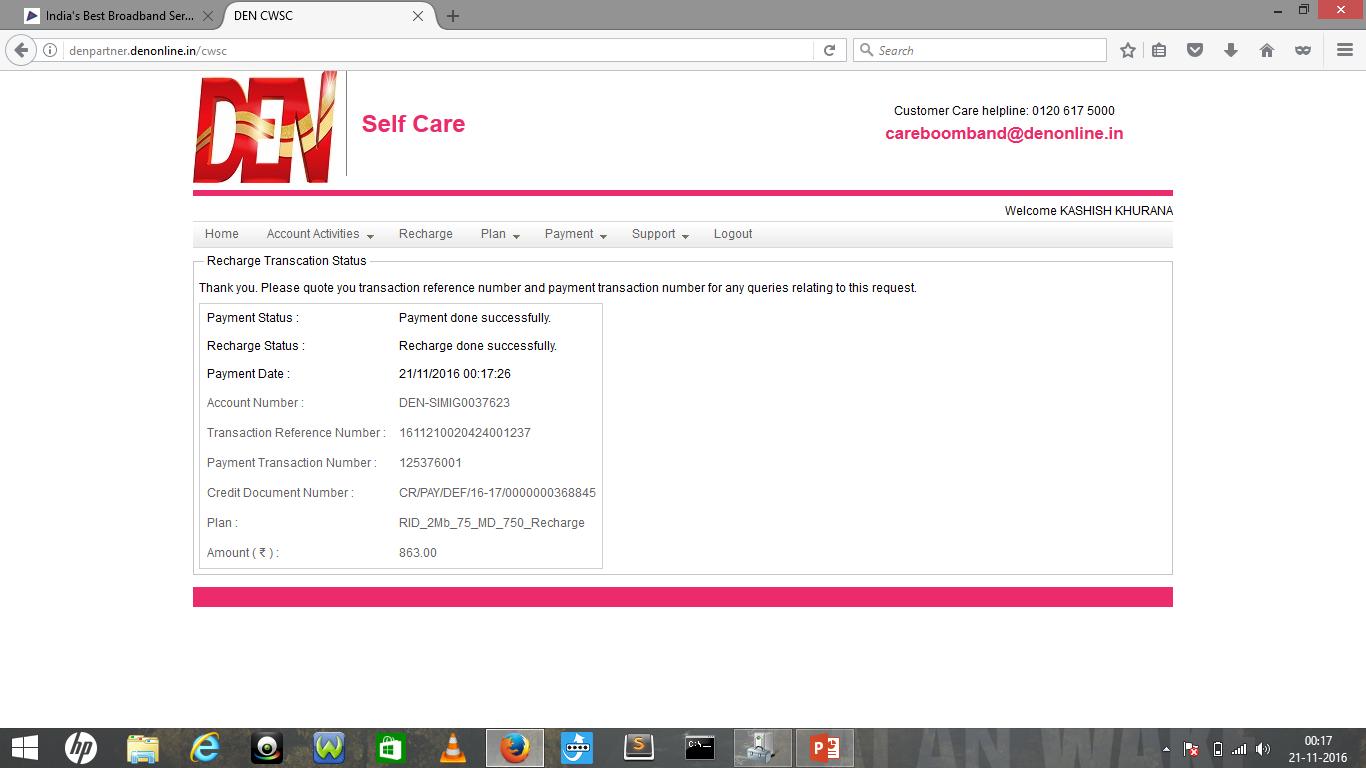 India's Best Broadband Ser...
DEN CWSC
denpartner.denonline.in/cwsc
Search
DEN
Self Care
Customer Care helpline: 0120 617 5000
careboomband@denonline.in
Welcome KASHISH KHURANA
Home Account Activities Recharge Plan Payment Support Logout
Recharge Transcation Status
Thank you. Please quote you transaction reference number and payment transaction number for any queries relating to this request.
Payment Status : Payment done successfully.
Recharge Status : Recharge done successfully.
Payment Date : 21/11/2016 00:17:26
Account Number : DEN-SIMIG0037623
Transaction Reference Number : 1611210020424001237
Payment Transaction Number : 125376001
Credit Document Number : CR/PAY/DEF/16-17/0000000368845
Plan : RID_2Mb_75_MD_750_Recharge
Amount ( ₹ ) : 863.00
hp
00:17
21-11-2016